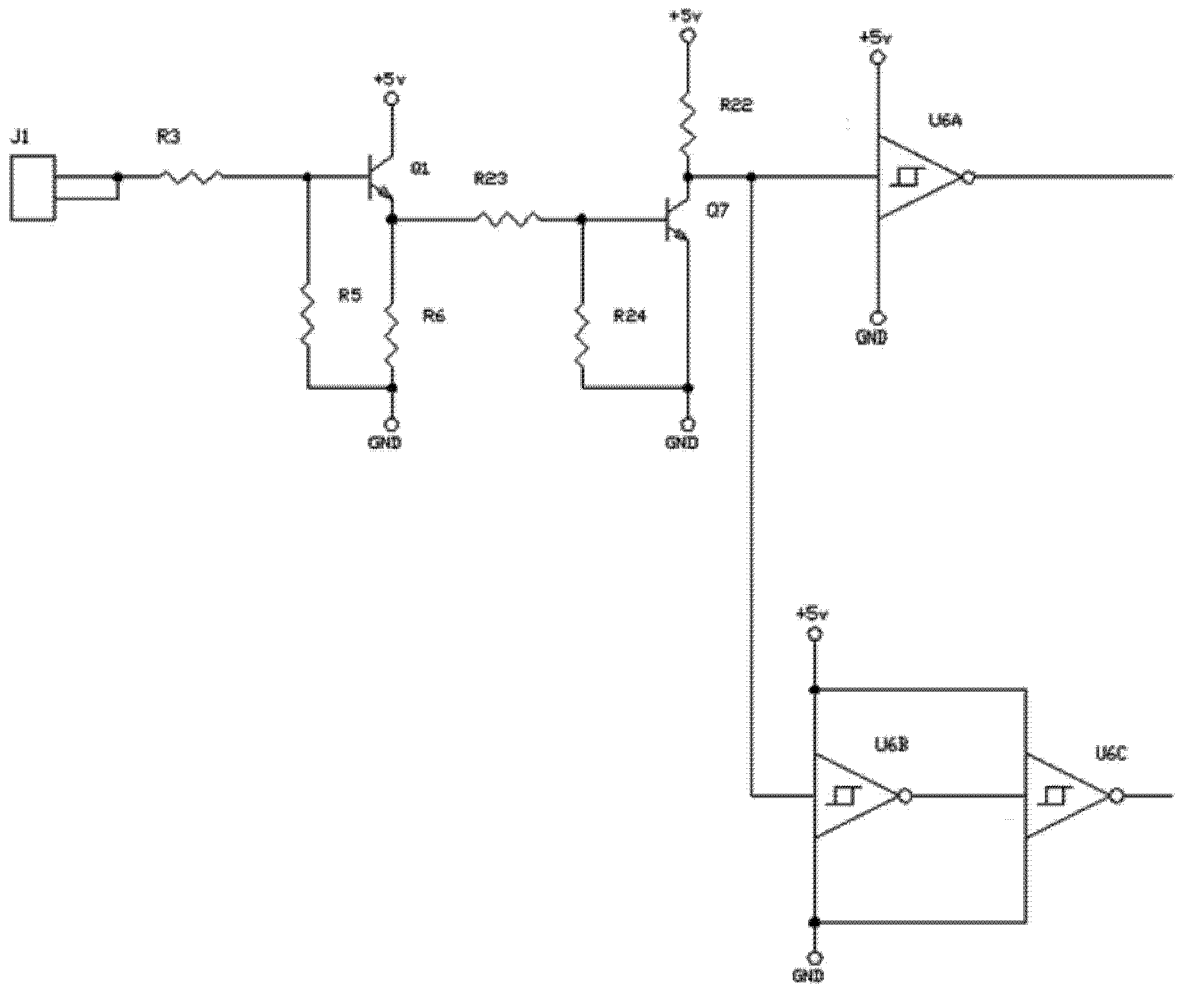 +5v
+5v
+5v
J1
R3
U6A
R22
Q1
R23
Q7
R5
R6
R24
GND
GND
GND
+5v
U6B
U6C
GND